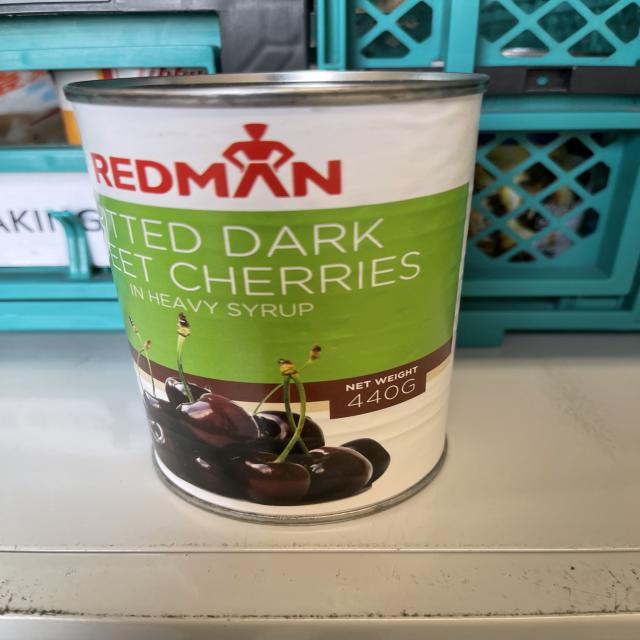 REDMAN
ITTED DARK
EET CHERRIES
IN HEAVY SYRUP
NET WEIGHT
440G
AKING